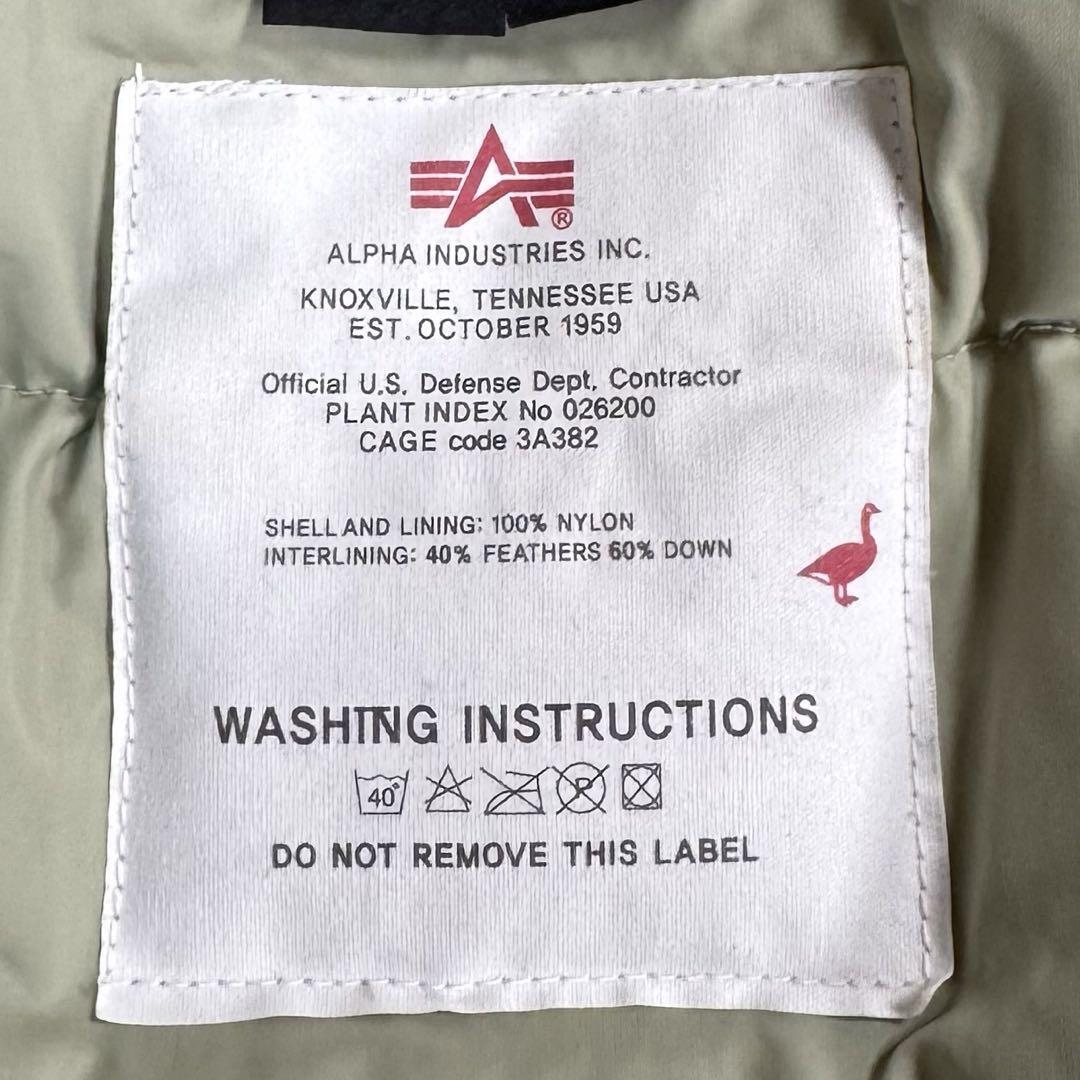 ®
ALPHA INDUSTRIES INC.
KNOXVILLE, TENNESSEE USA
EST. OCTOBER 1959
Official U.S. Defense Dept. Contractor
PLANT INDEX No 026200
CAGE code 3A382
SHELL AND LINING: 100% NYLON
INTERLINING: 40% FEATHERS 60% DOWN
WASHING INSTRUCTIONS
40° P
DO NOT REMOVE THIS LABEL